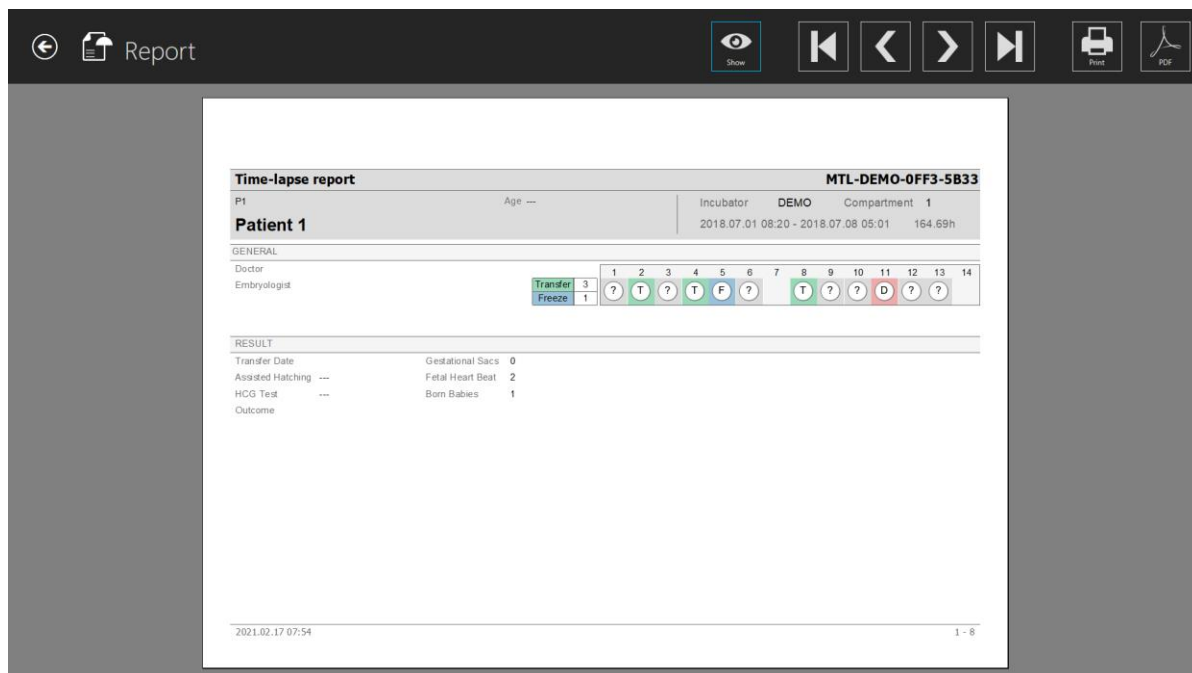 Report
Show
Print
PDF
Time-lapse report MTL-DEMO-0FF3-5B33
P1 Age --- Incubator DEMO Compartment 1
Patient 1 2018.07.01 08:20 - 2018.07.08 05:01 164.69h
GENERAL
Doctor 1 2 3 4 5 6 7 8 9 10 11 12 13 14
Embryologist Transfer 3 ? T ? T F ? T ? ? D ? ?
Freeze 1
RESULT
Transfer Date Gestational Sacs 0
Assisted Hatching --- Fetal Heart Beat 2
HCG Test --- Born Babies 1
Outcome
2021.02.17 07:54 1 - 8